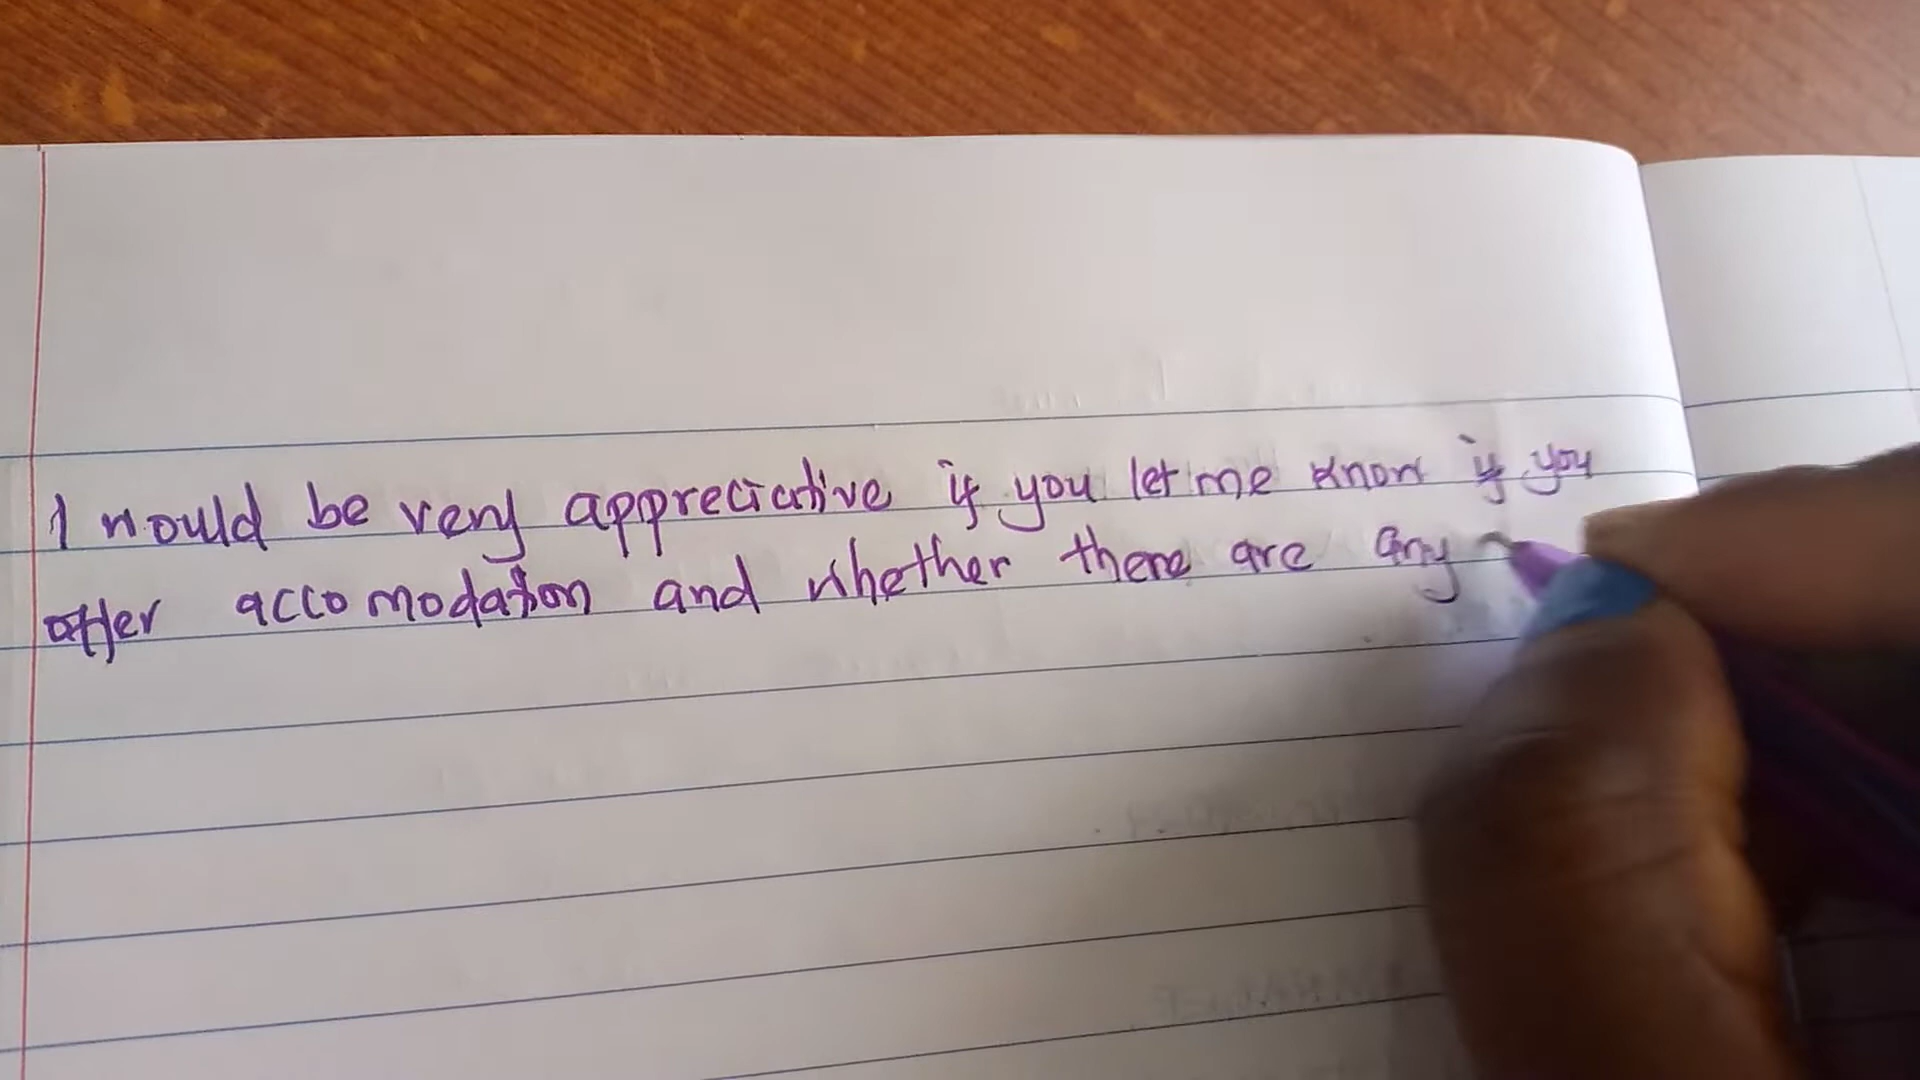 I would be very appreciative if you let me know if you
offer accomodation and whether there are any